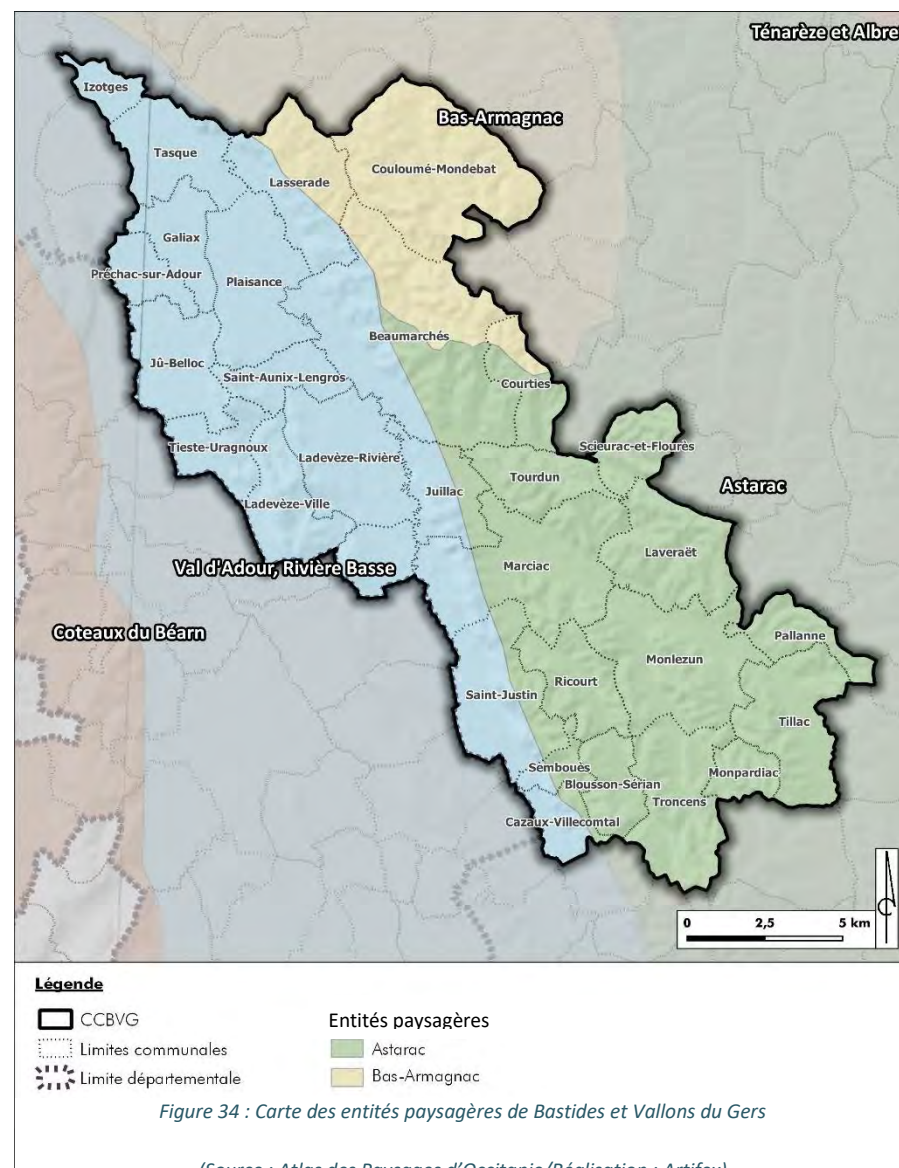 Ténarèze et Albret
Izotges
Bas-Armagnac
Tasque
Couloumé-Mondebat
Lasserade
Galiax
Préchac-sur-Adour
Plaisance
Beaumarchés
Jû-Belloc
Saint-Aunix-Lengros
Courties
Scieurac-et-Flourès
Tieste-Uragnoux
Ladevèze-Rivière
Tourdun
Juillac
Astarac
Ladevèze-Ville
Laveraët
Marciac
Val d'Adour, Rivière Basse
Coteaux du Béarn
Pallanne
Monlezun
Ricourt
Saint-Justin
Tillac
Sembouès
Blousson-Sérian
Monpardiac
Troncens
Cazaux-Villecomtal
0 2,5 5 km
Légende
CCBVG
Entités paysagères
Limites communales
Astarac
Limite départementale
Bas-Armagnac
Figure 34 : Carte des entités paysagères de Bastides et Vallons du Gers
(Source : Atlas des Paysages d'Occitanie/Réalisation : Artifex)